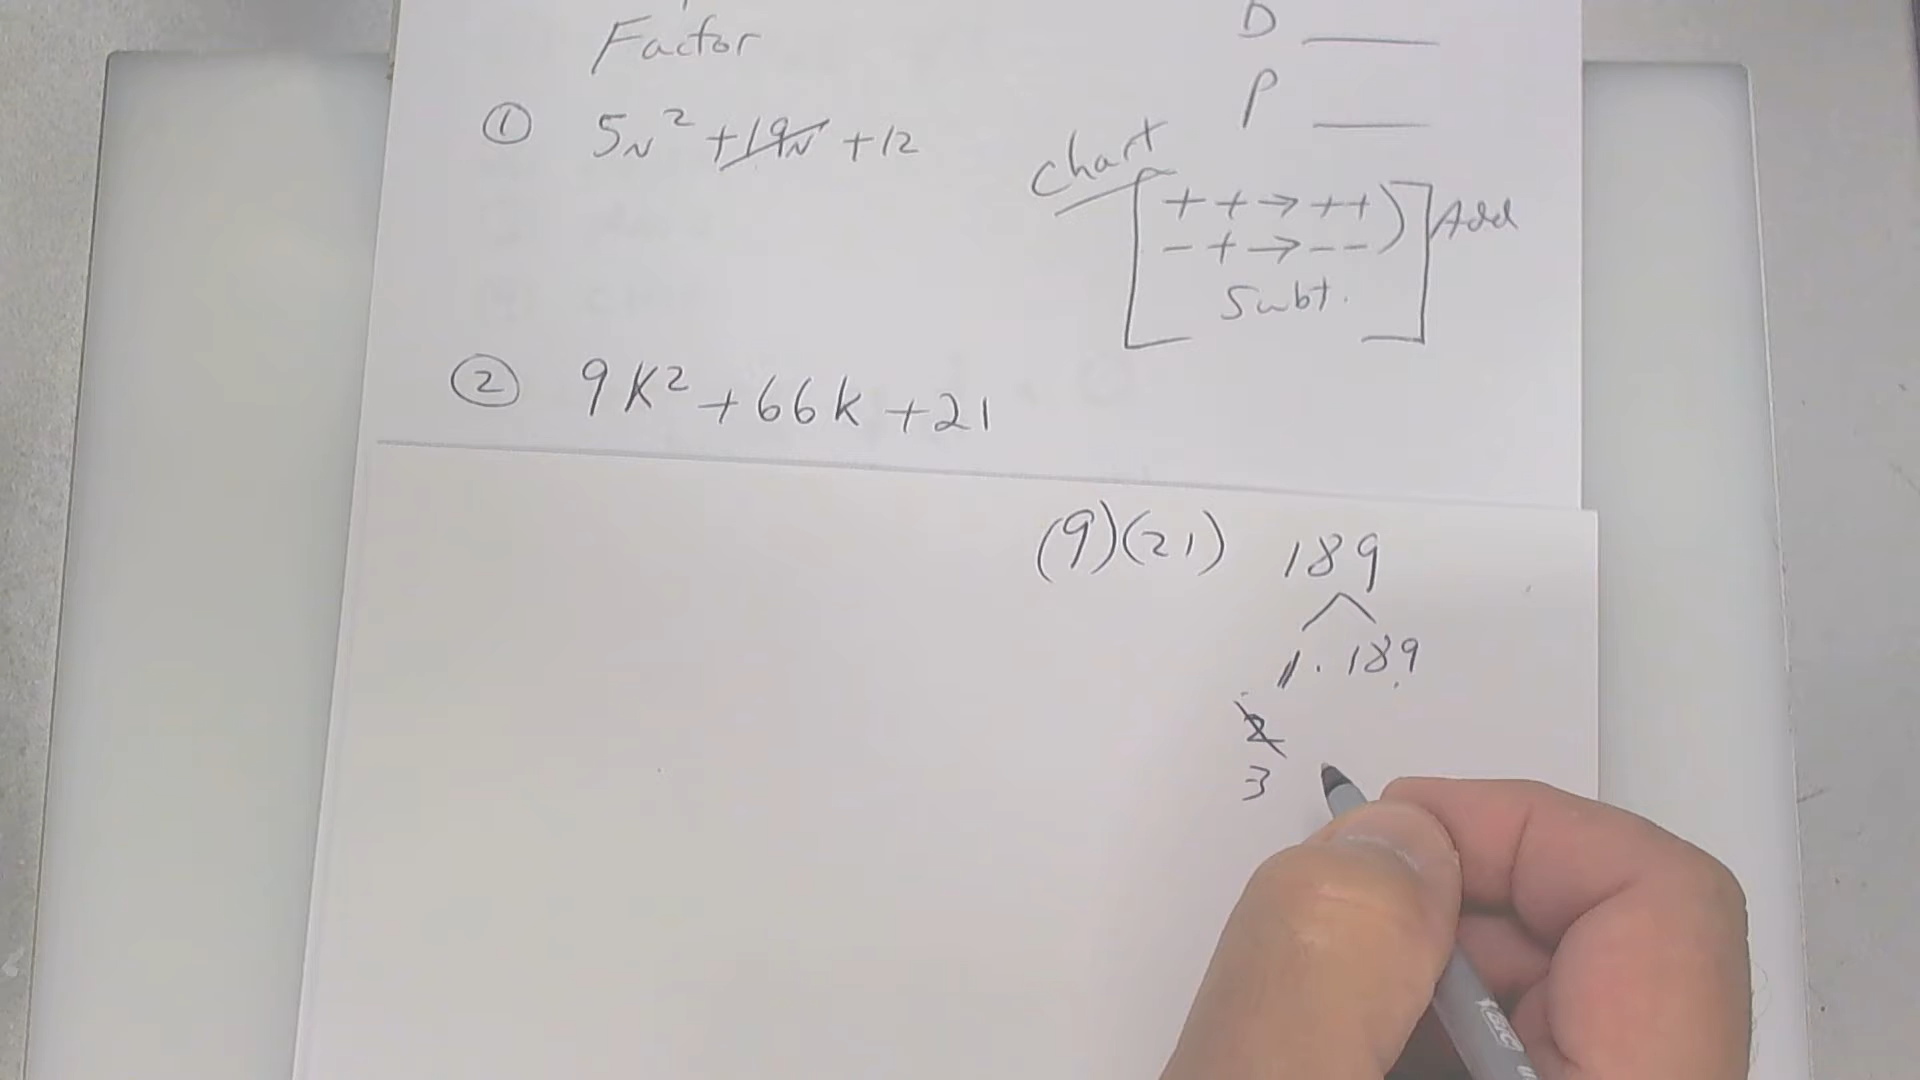 Factor
① 5n² +19n +12
② 9k² +66k +21
D ____
P ____
Chart
+ + → ++
- + → --
Add
Subt.
(9)(21) 189
1 · 189
2
3
BIC